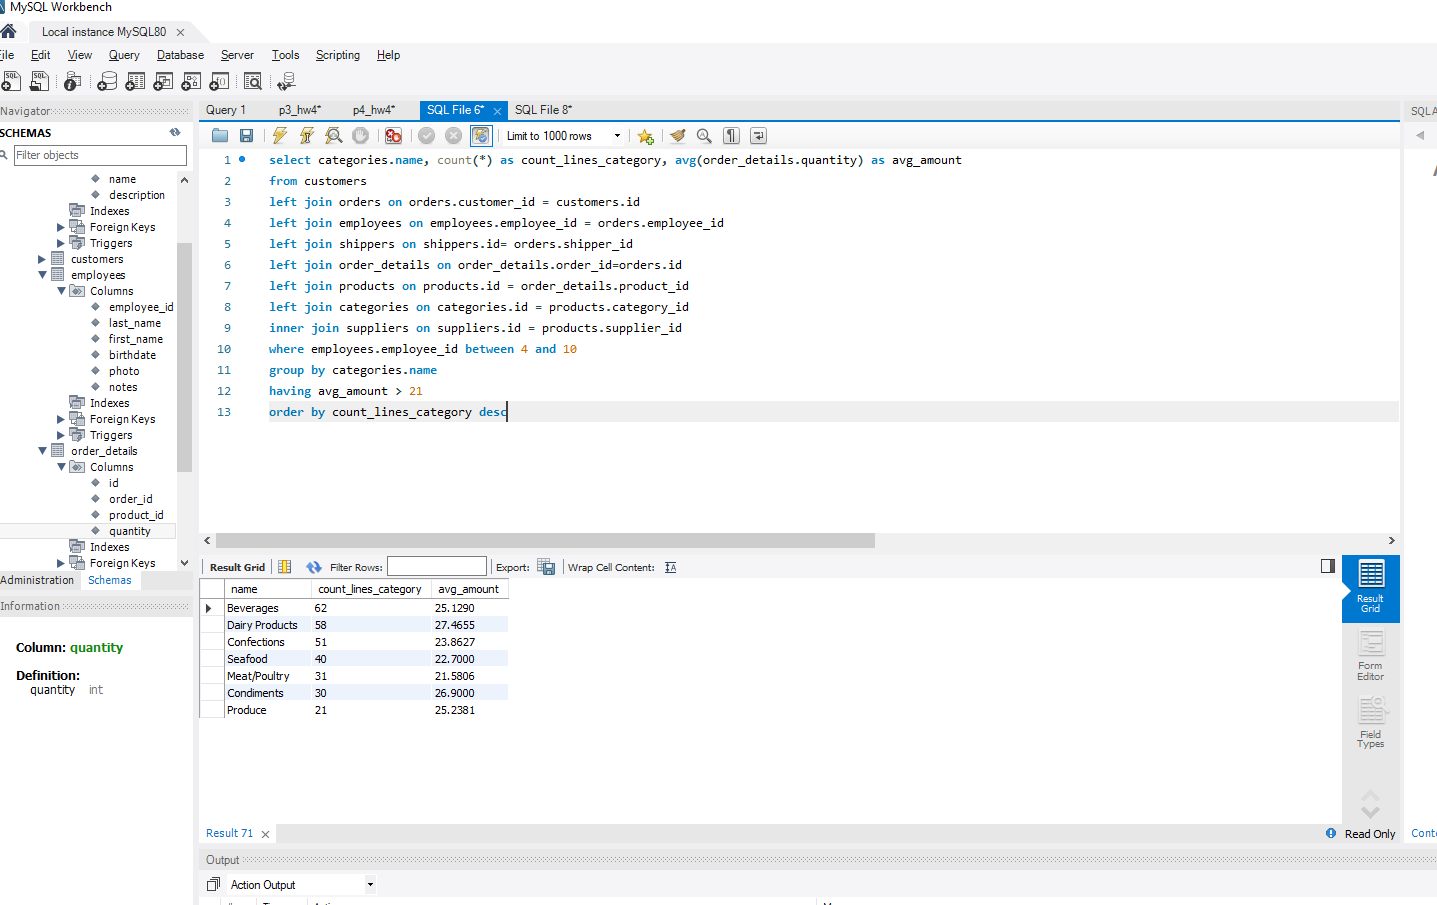 MySQL Workbench
Local instance MySQL80
ile Edit View Query Database Server Tools Scripting Help
Navigator
SCHEMAS
Filter objects
name
description
Indexes
Foreign Keys
Triggers
customers
employees
Columns
employee_id
last_name
first_name
birthdate
photo
notes
Indexes
Foreign Keys
Triggers
order_details
Columns
id
order_id
product_id
quantity
Indexes
Foreign Keys
Administration Schemas
Information
Column: quantity
Definition:
quantity int
Query 1 p3_hw4* p4_hw4* SQL File 6* SQL File 8*
Limit to 1000 rows
1 select categories.name, count(*) as count_lines_category, avg(order_details.quantity) as avg_amount
2 from customers
3 left join orders on orders.customer_id = customers.id
4 left join employees on employees.employee_id = orders.employee_id
5 left join shippers on shippers.id= orders.shipper_id
6 left join order_details on order_details.order_id=orders.id
7 left join products on products.id = order_details.product_id
8 left join categories on categories.id = products.category_id
9 inner join suppliers on suppliers.id = products.supplier_id
10 where employees.employee_id between 4 and 10
11 group by categories.name
12 having avg_amount > 21
13 order by count_lines_category desc
Result Grid Filter Rows: Export: Wrap Cell Content:
name count_lines_category avg_amount
Beverages 62 25.1290
Dairy Products 58 27.4655
Confections 51 23.8627
Seafood 40 22.7000
Meat/Poultry 31 21.5806
Condiments 30 26.9000
Produce 21 25.2381
Result
Grid
Form
Editor
Field
Types
Result 71
Read Only
Output
Action Output
SQL A
Conte